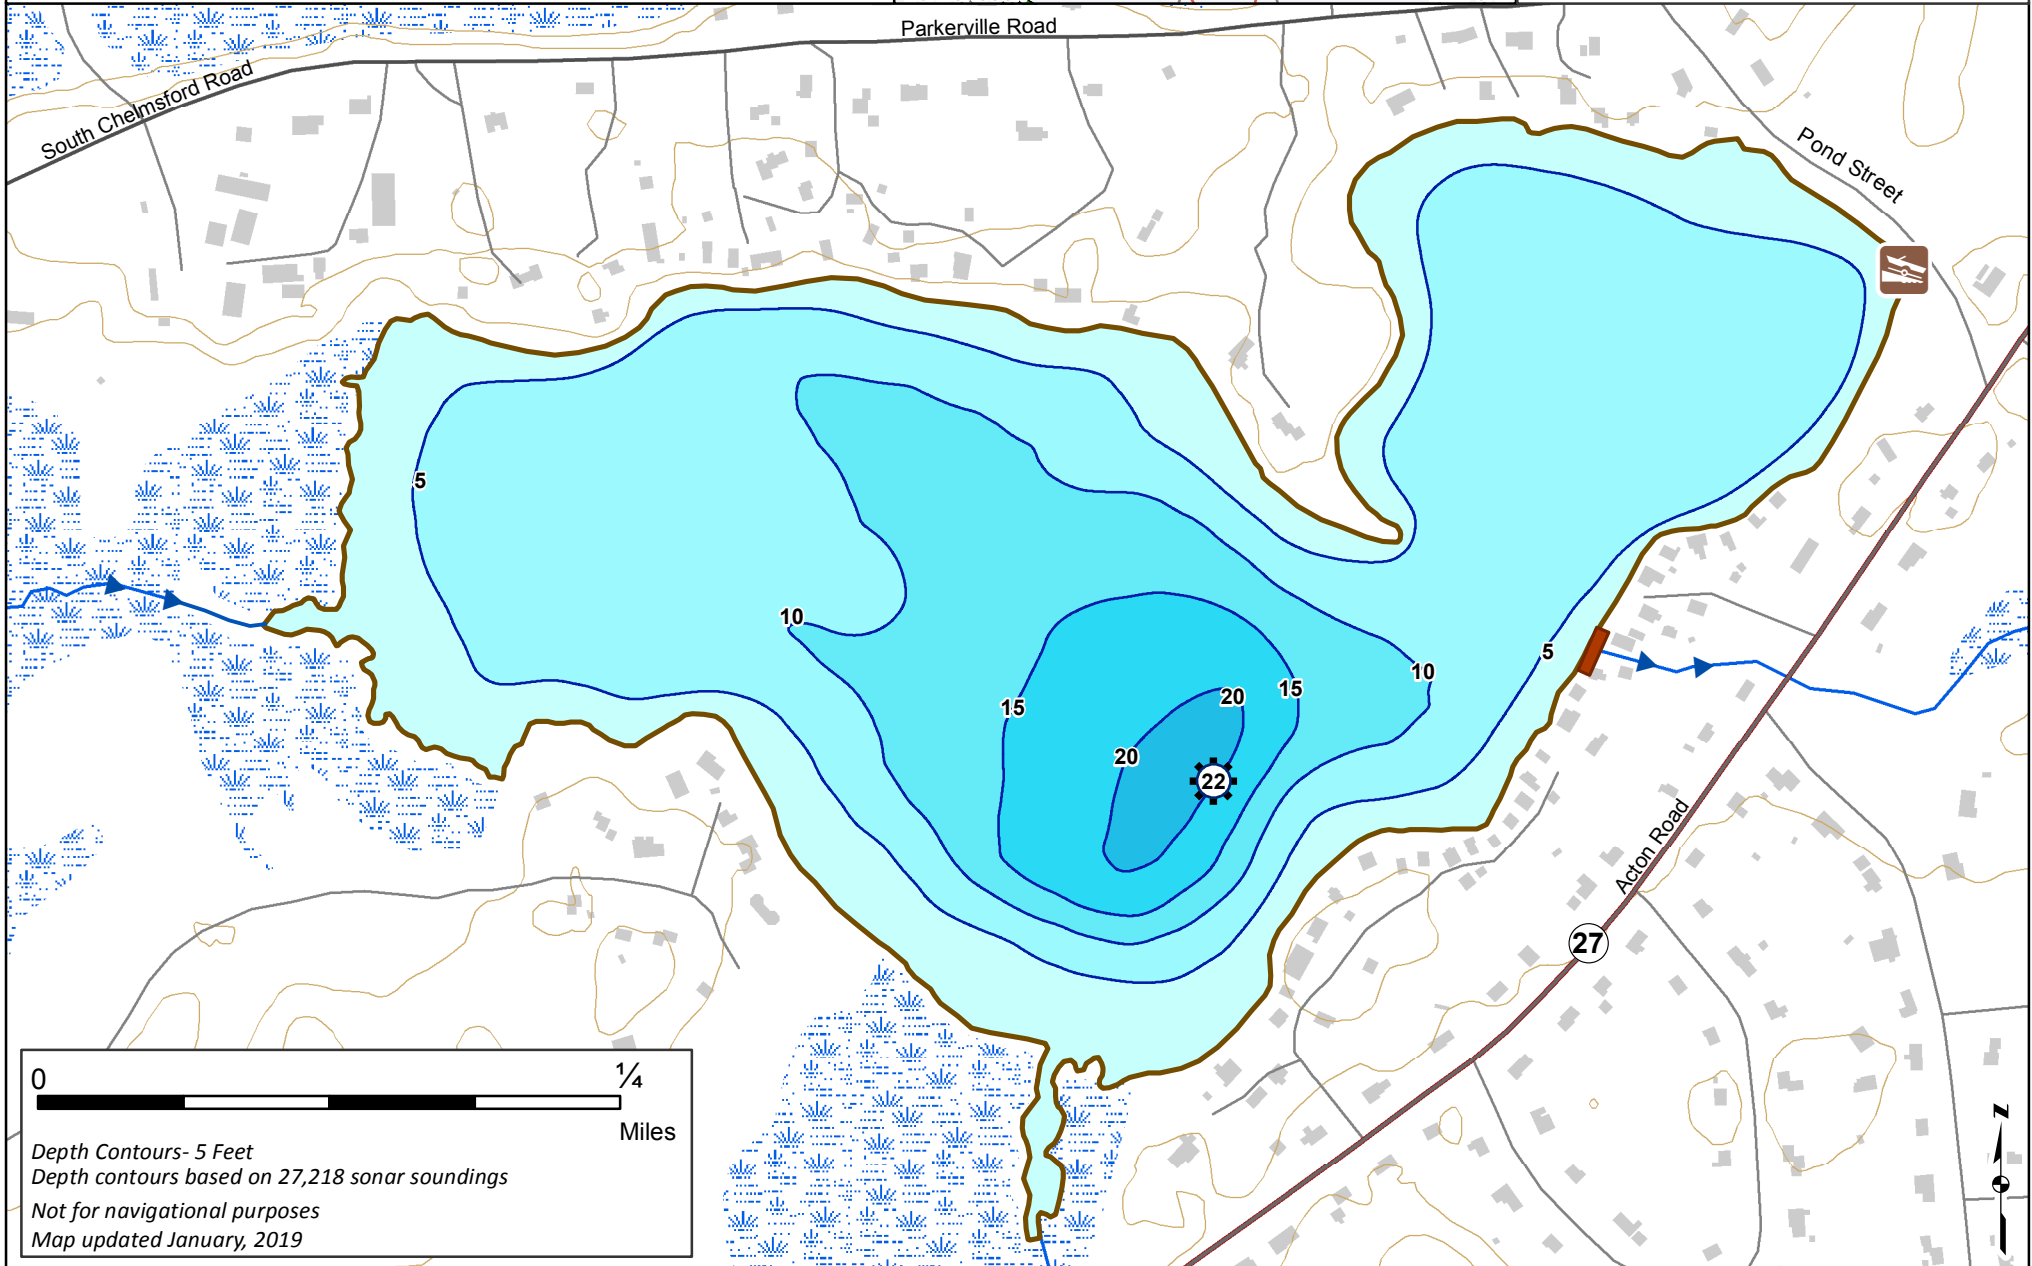 Parkerville Road
South Chelmsford Road
Pond Street
5
10
15
20
20
15
10
5
22
Acton Road
27
0
¼
Miles
Depth Contours- 5 Feet
Depth contours based on 27,218 sonar soundings
Not for navigational purposes
Map updated January, 2019
N